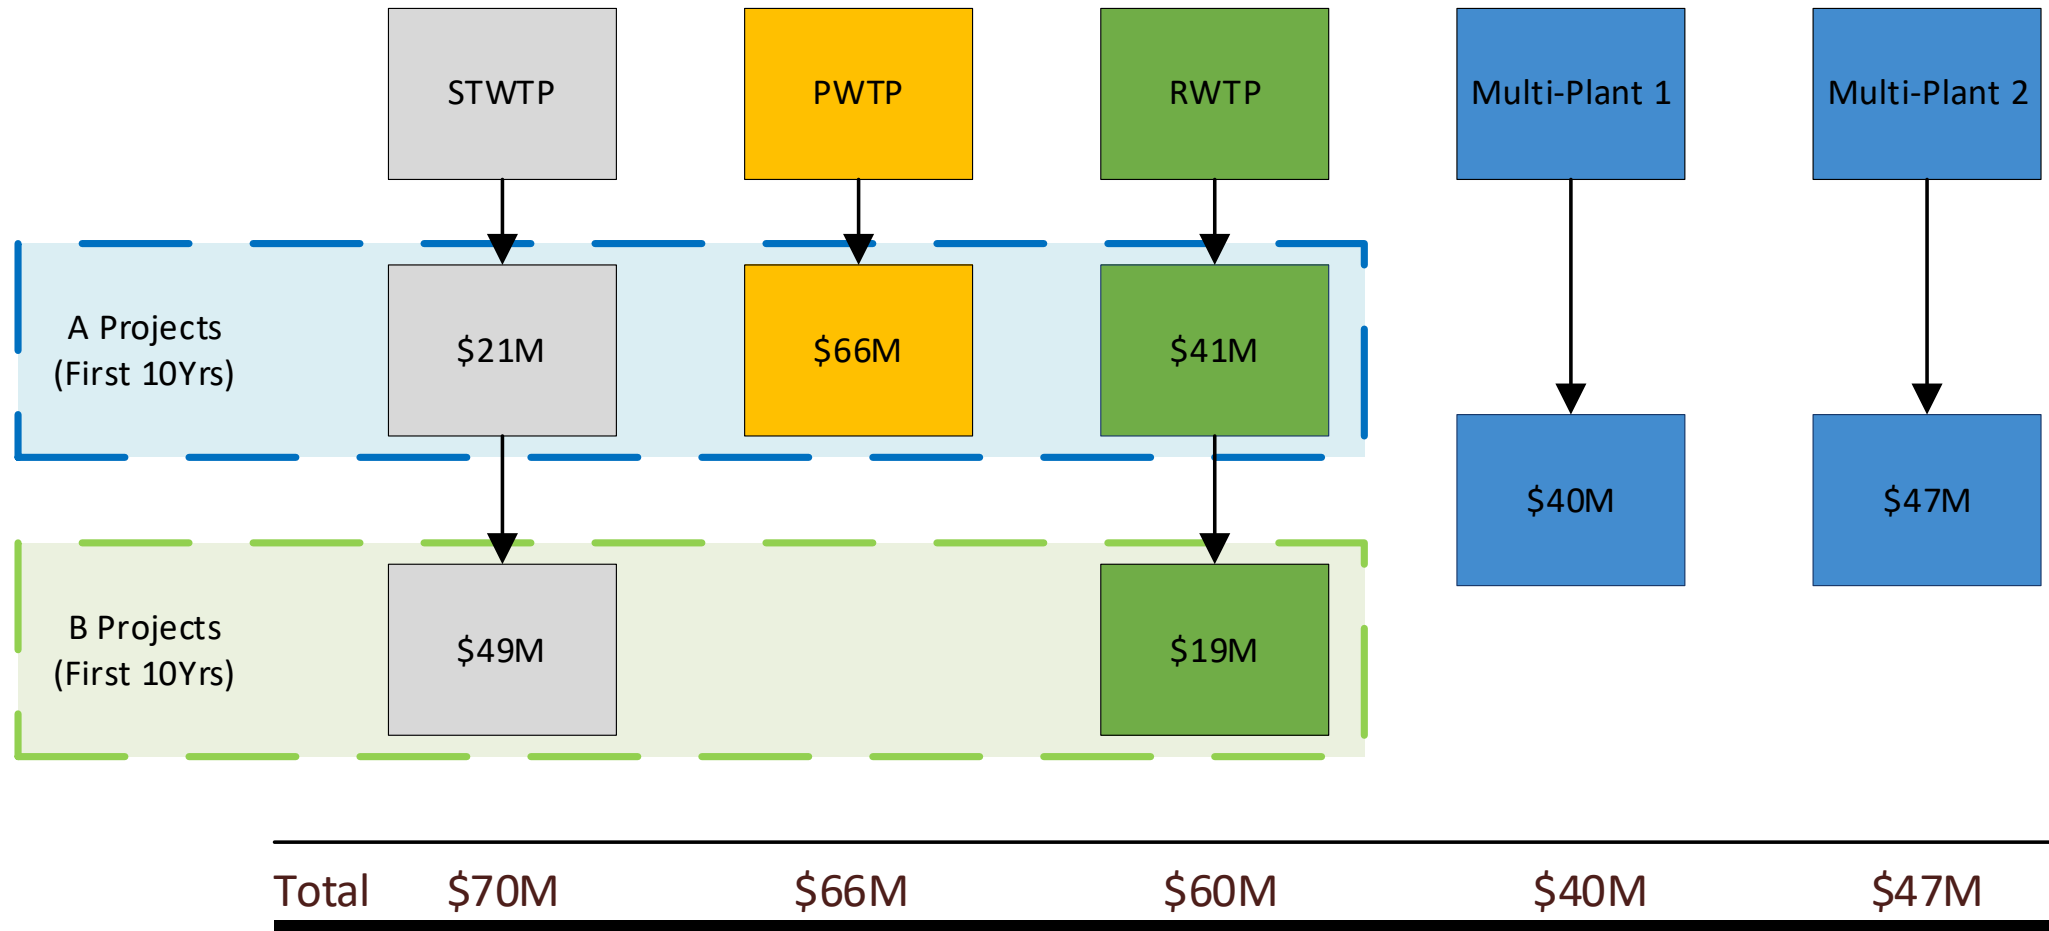 STWTP
PWTP
RWTP
Multi-Plant 1
Multi-Plant 2
A Projects
(First 10Yrs)
$21M
$66M
$41M
$40M
$47M
B Projects
(First 10Yrs)
$49M
$19M
Total $70M $66M $60M $40M $47M